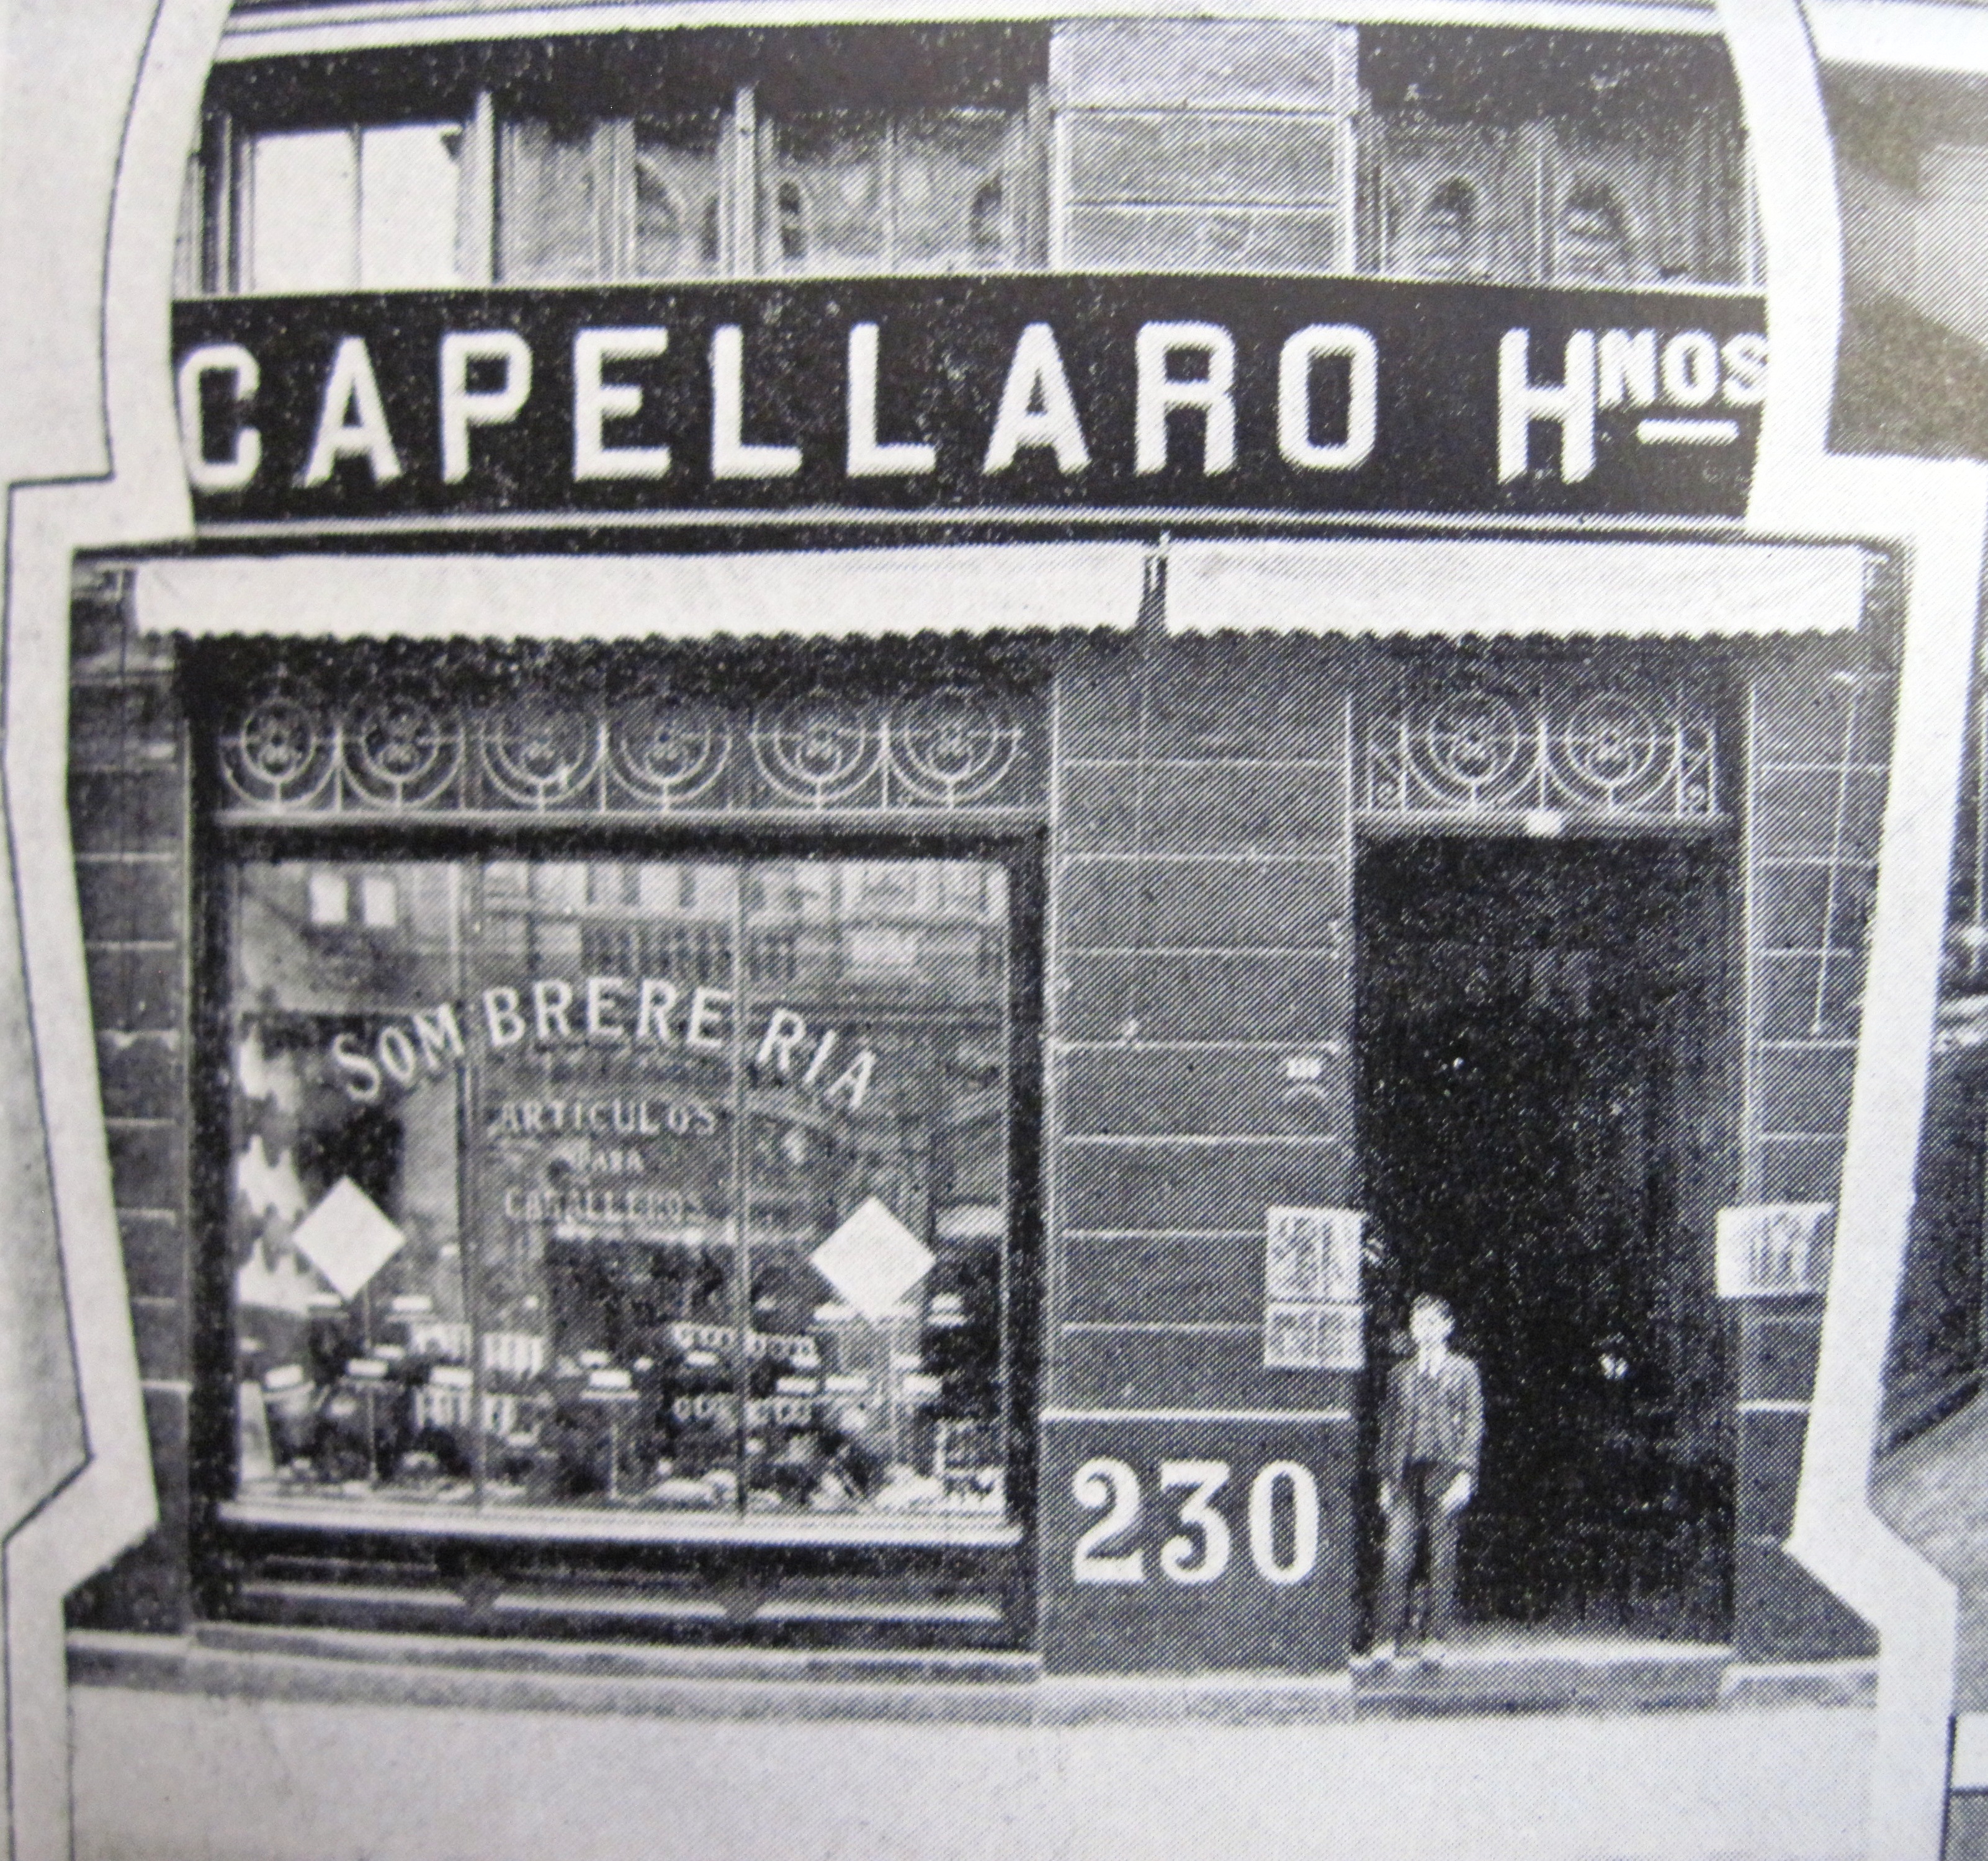 CAPELLARO HNOS
SOMBRERERIA
ARTICULOS
PARA
CABALLEROS
230